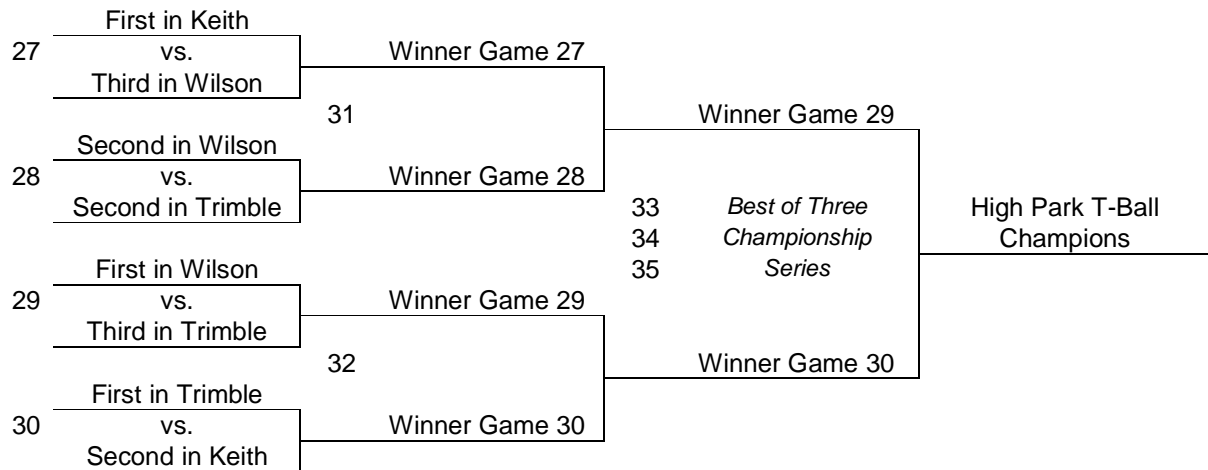 First in Keith
27 vs. Winner Game 27
Third in Wilson
31 Winner Game 29
Second in Wilson
28 vs. Winner Game 28
Second in Trimble 33 Best of Three High Park T-Ball
34 Championship Champions
First in Wilson 35 Series
29 vs. Winner Game 29
Third in Trimble
32 Winner Game 30
First in Trimble
30 vs. Winner Game 30
Second in Keith